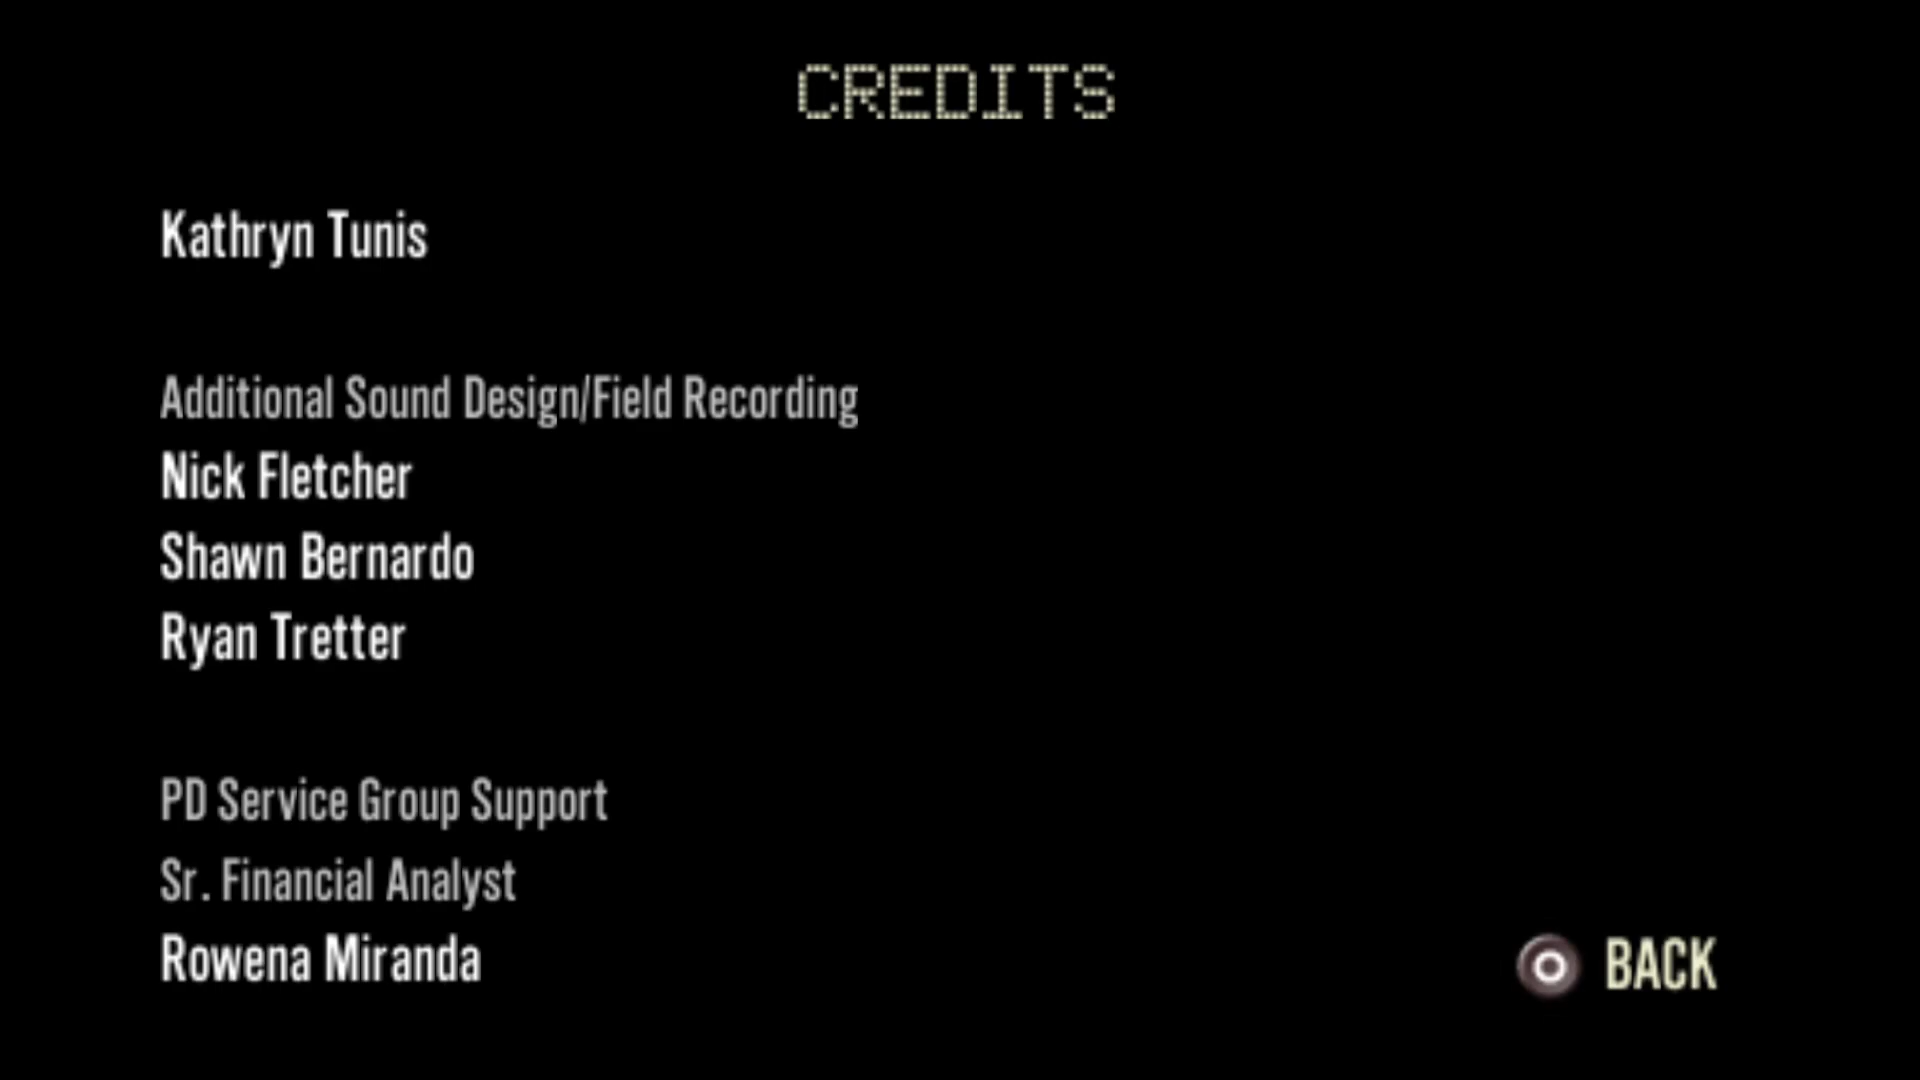 CREDITS
Kathryn Tunis
Additional Sound Design/Field Recording
Nick Fletcher
Shawn Bernardo
Ryan Tretter
PD Service Group Support
Sr. Financial Analyst
Rowena Miranda
BACK